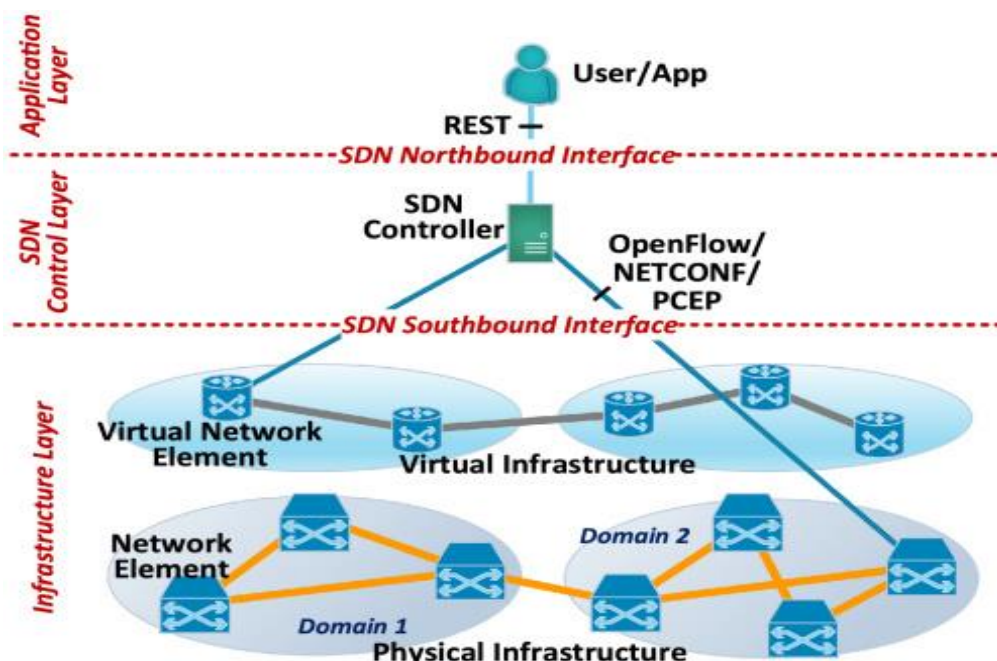 Application
Layer
User/App
REST
SDN Northbound Interface
SDN
Control Layer
SDN
Controller
OpenFlow/
NETCONF/
PCEP
SDN Southbound Interface
Infrastructure Layer
Virtual Network
Element
Virtual Infrastructure
Network
Element
Domain 2
Domain 1
Physical Infrastructure